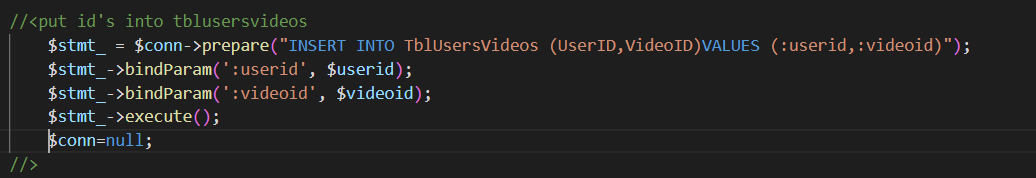 //<put id's into tblusersvideos
$stmt_ = $conn->prepare("INSERT INTO TblUsersVideos (UserID,VideoID)VALUES (:userid,:videoid)");
$stmt_->bindParam(':userid', $userid);
$stmt_->bindParam(':videoid', $videoid);
$stmt_->execute();
$conn=null;
//>